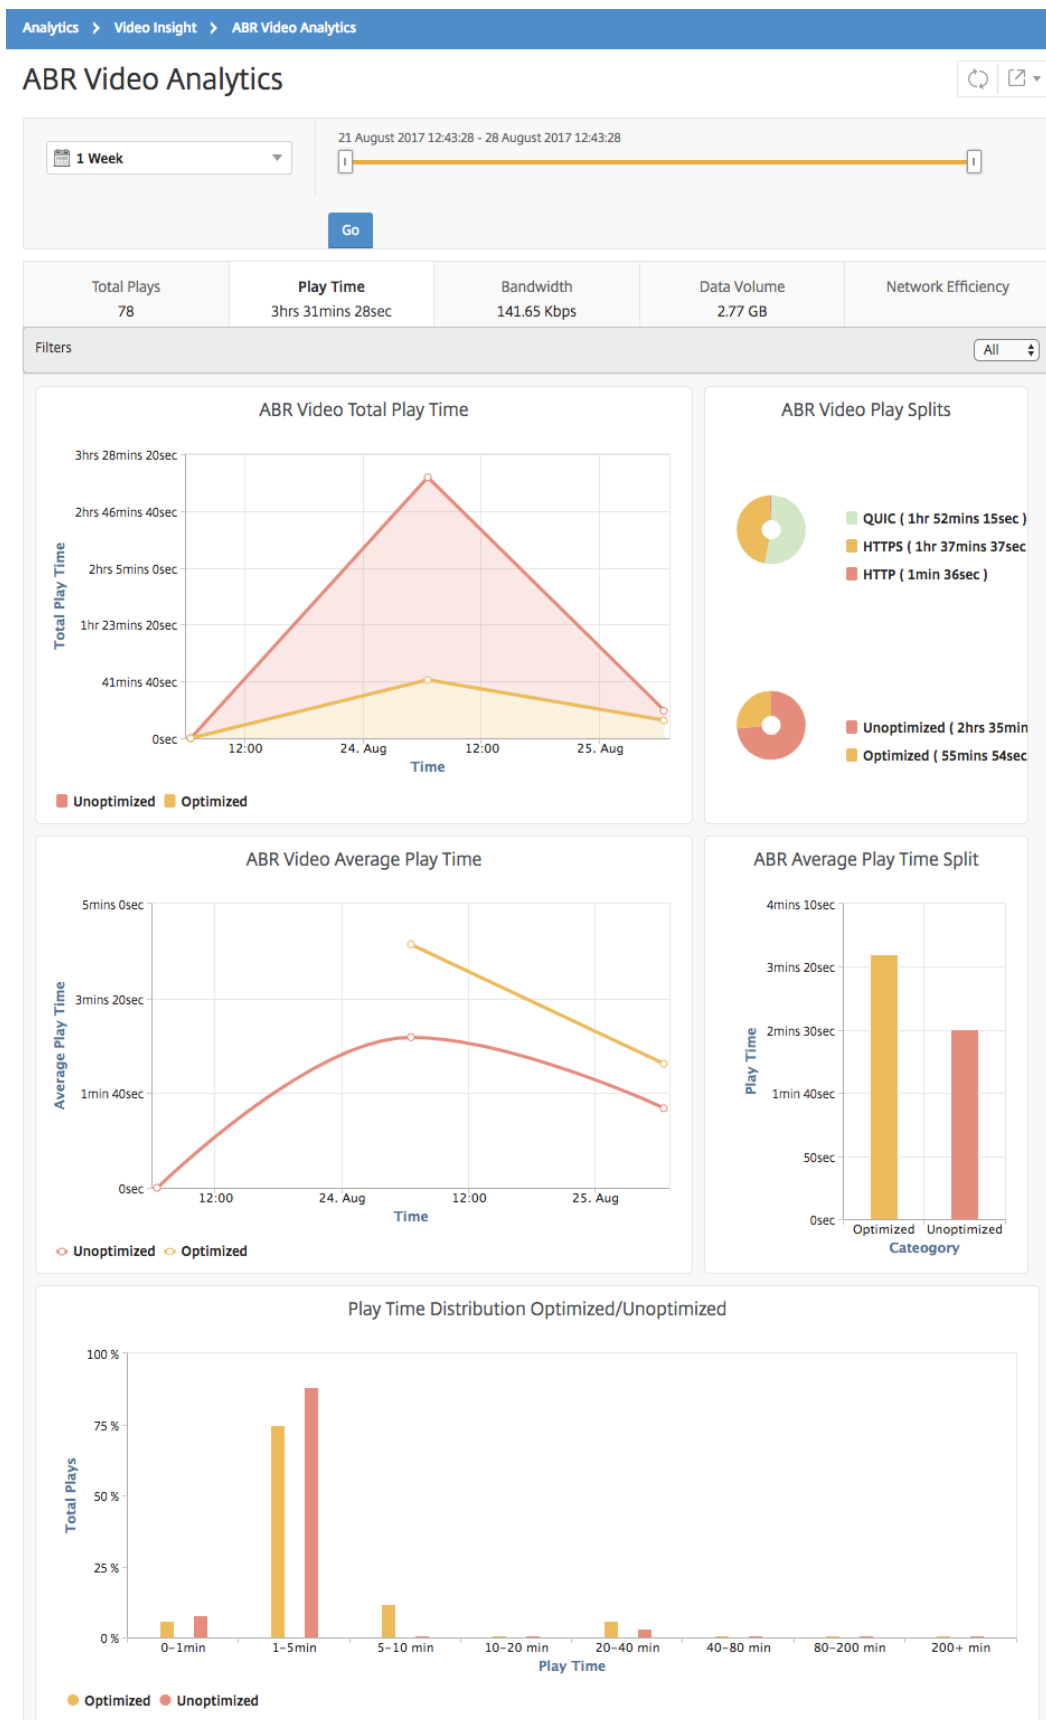 Analytics > Video Insight > ABR Video Analytics
ABR Video Analytics
1 Week
21 August 2017 12:43:28 - 28 August 2017 12:43:28
Go
Total Plays
78
Play Time
3hrs 31mins 28sec
Bandwidth
141.65 Kbps
Data Volume
2.77 GB
Network Efficiency
Filters
All
ABR Video Total Play Time
Total Play Time
3hrs 28mins 20sec
2hrs 46mins 40sec
2hrs 5mins 0sec
1hr 23mins 20sec
41mins 40sec
0sec
12:00
24. Aug
12:00
25. Aug
Time
Unoptimized
Optimized
ABR Video Play Splits
QUIC ( 1hr 52mins 15sec )
HTTPS ( 1hr 37mins 37sec
HTTP ( 1min 36sec )
Unoptimized ( 2hrs 35min
Optimized ( 55mins 54sec
ABR Video Average Play Time
Average Play Time
5mins 0sec
3mins 20sec
1min 40sec
0sec
12:00
24. Aug
12:00
25. Aug
Time
Unoptimized
Optimized
ABR Average Play Time Split
Play Time
4mins 10sec
3mins 20sec
2mins 30sec
1min 40sec
50sec
0sec
Optimized
Unoptimized
Cateogory
Play Time Distribution Optimized/Unoptimized
Total Plays
100 %
75 %
50 %
25 %
0 %
0-1min
1-5min
5-10 min
10-20 min
20-40 min
40-80 min
80-200 min
200+ min
Play Time
Optimized
Unoptimized